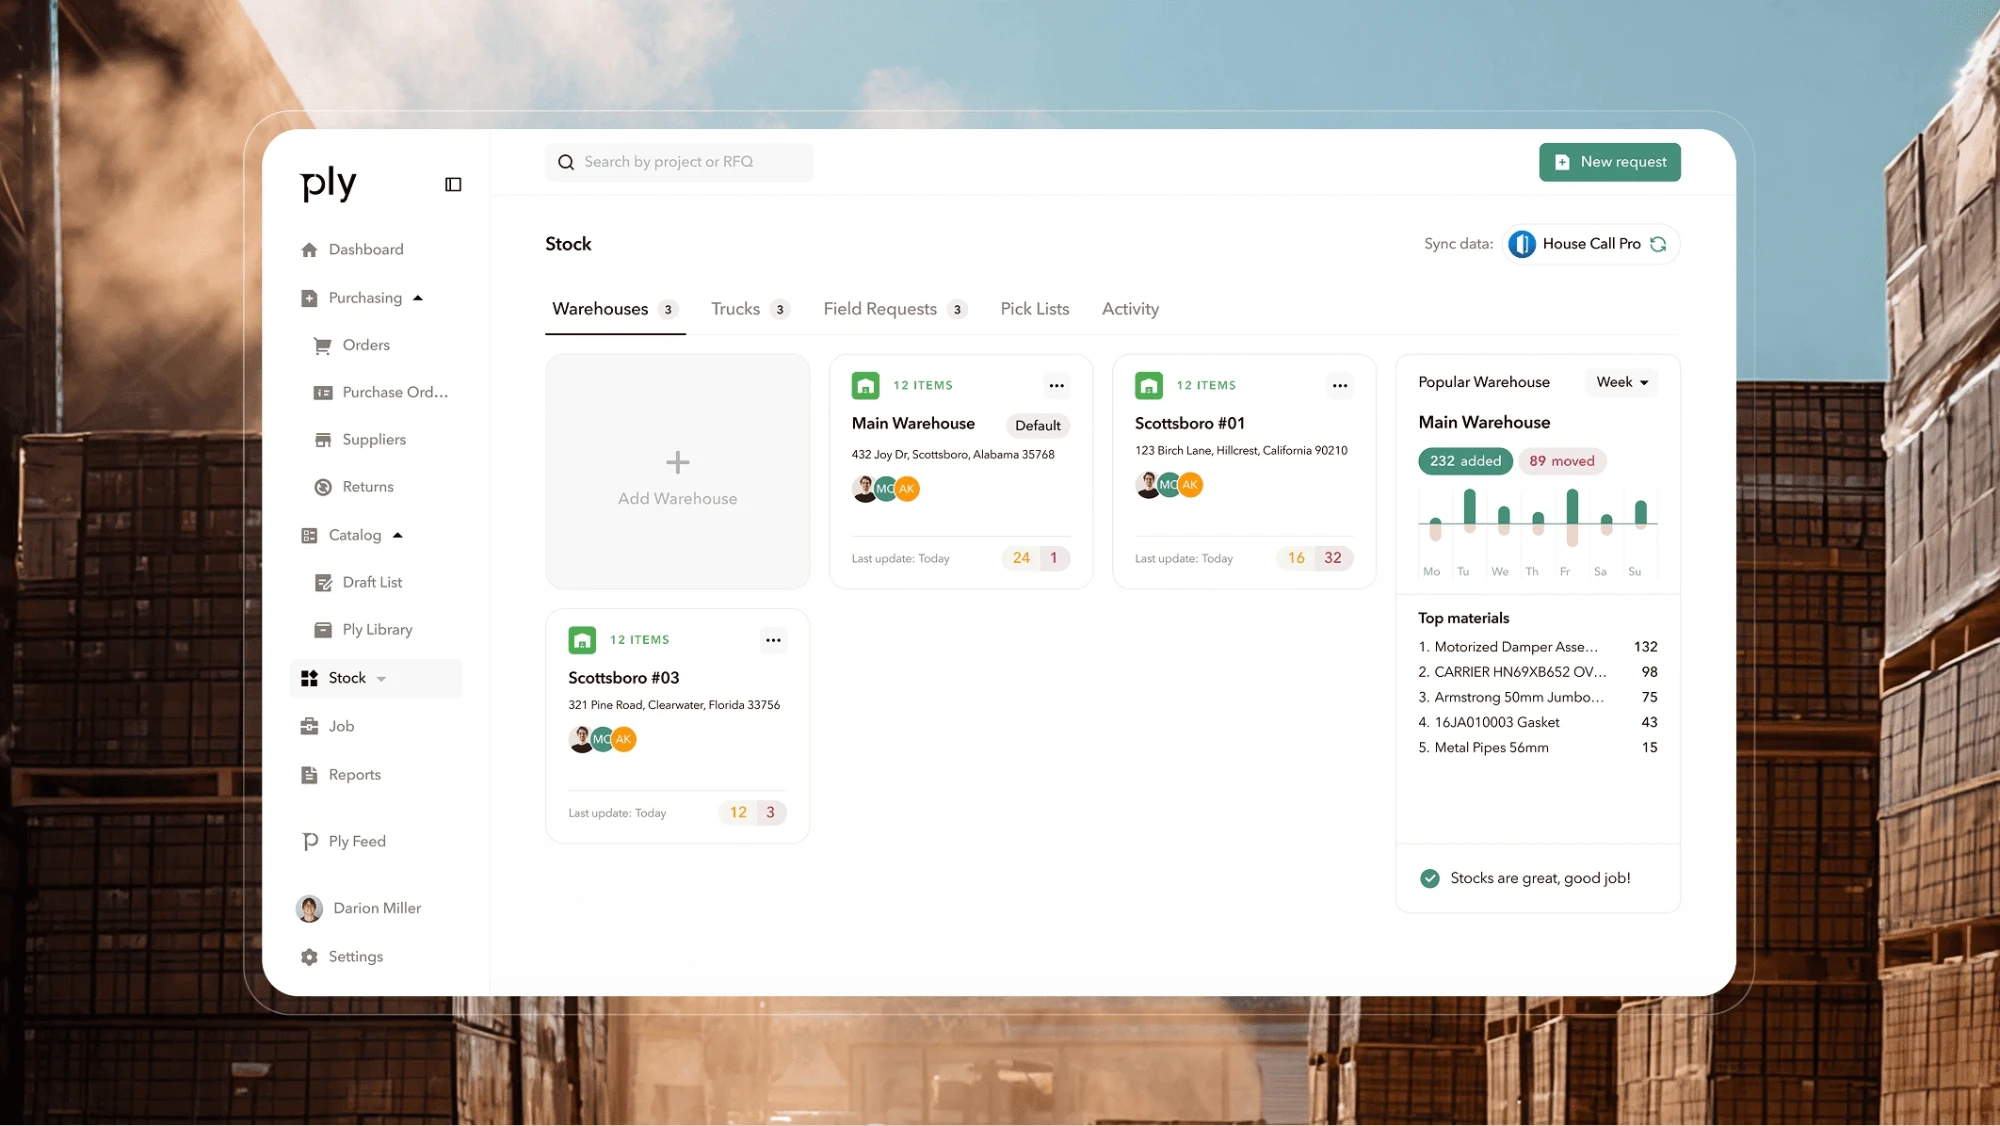 ply
Dashboard
Purchasing
Orders
Purchase Ord...
Suppliers
Returns
Catalog
Draft List
Ply Library
Stock
Job
Reports
Ply Feed
Darion Miller
Settings
Search by project or RFQ
New request
Stock
Sync data: House Call Pro
Warehouses 3 Trucks 3 Field Requests 3 Pick Lists Activity
Add Warehouse
12 ITEMS
Main Warehouse Default
432 Joy Dr, Scottsboro, Alabama 35768
MC AK
Last update: Today 24 1
12 ITEMS
Scottsboro #01
123 Birch Lane, Hillcrest, California 90210
MC AK
Last update: Today 16 32
12 ITEMS
Scottsboro #03
321 Pine Road, Clearwater, Florida 33756
MC AK
Last update: Today 12 3
Popular Warehouse Week
Main Warehouse
232 added 89 moved
Mo Tu We Th Fr Sa Su
Top materials
1. Motorized Damper Asse... 132
2. CARRIER HN69XB652 OV... 98
3. Armstrong 50mm Jumbo... 75
4. 16JA010003 Gasket 43
5. Metal Pipes 56mm 15
Stocks are great, good job!